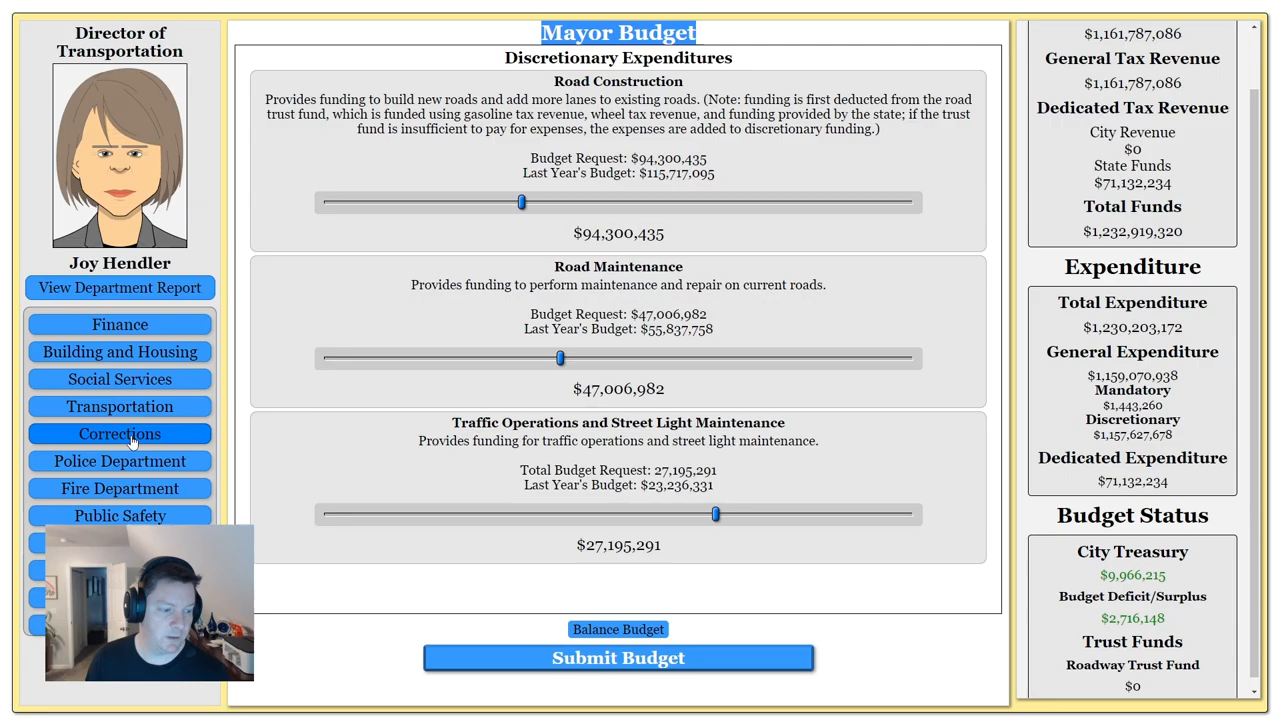 Director of
Transportation
Joy Hendler
View Department Report
Finance
Building and Housing
Social Services
Transportation
Corrections
Police Department
Fire Department
Public Safety
Mayor Budget
Discretionary Expenditures
Road Construction
Provides funding to build new roads and add more lanes to existing roads. (Note: funding is first deducted from the road
trust fund, which is funded using gasoline tax revenue, wheel tax revenue, and funding provided by the state; if the trust
fund is insufficient to pay for expenses, the expenses are added to discretionary funding.)
Budget Request: $94,300,435
Last Year's Budget: $115,717,095
$94,300,435
Road Maintenance
Provides funding to perform maintenance and repair on current roads.
Budget Request: $47,006,982
Last Year's Budget: $55,837,758
$47,006,982
Traffic Operations and Street Light Maintenance
Provides funding for traffic operations and street light maintenance.
Total Budget Request: 27,195,291
Last Year's Budget: $23,236,331
$27,195,291
Balance Budget
Submit Budget
$1,161,787,086
General Tax Revenue
$1,161,787,086
Dedicated Tax Revenue
City Revenue
$0
State Funds
$71,132,234
Total Funds
$1,232,919,320
Expenditure
Total Expenditure
$1,230,203,172
General Expenditure
$1,159,070,938
Mandatory
$1,443,260
Discretionary
$1,157,627,678
Dedicated Expenditure
$71,132,234
Budget Status
City Treasury
$9,966,215
Budget Deficit/Surplus
$2,716,148
Trust Funds
Roadway Trust Fund
$0